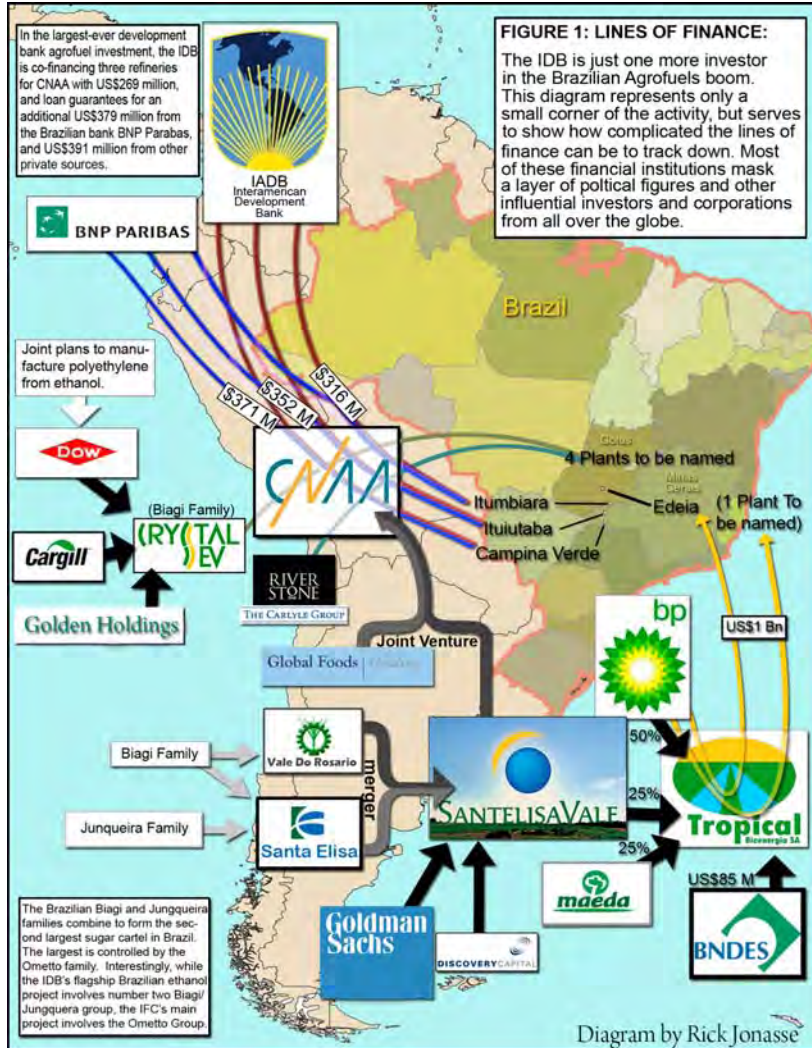 In the largest-ever development
bank agrofuel investment, the IDB
is co-financing three refineries
for CNAA with US$269 million,
and loan guarantees for an
additional US$379 million from
the Brazilian bank BNP Parabas,
and US$391 million from other
private sources.
IADB
Interamerican
Development
Bank
FIGURE 1: LINES OF FINANCE:
The IDB is just one more investor
in the Brazilian Agrofuels boom.
This diagram represents only a
small corner of the activity, but serves
to show how complicated the lines of
finance can be to track down. Most
of these financial institutions mask
a layer of poltical figures and other
influential investors and corporations
from all over the globe.
BNP PARIBAS
Brazil
Joint plans to manu-
facture polyethylene
from ethanol.
$371 M
$352 M
$316 M
DOW
CNAA
Goius
4 Plants to be named
Minus
Gerais
Itumbiara
Edeia
(1 Plant To
be named)
Ituiutaba
Campina Verde
(Biagi Family)
CRYSTAL
SEV
Cargill
Golden Holdings
RIVER
STONE
THE CARLYLE GROUP
Global Foods
Joint Venture
bp
US$1 Bn
Biagi Family
Vale Do Rosario
merger
Junqueira Family
Santa Elisa
SANTELISAVALE
50%
25%
25%
Tropical
Bioenergia SA
maeda
US$85 M
BNDES
Goldman
Sachs
DISCOVERYCAPITAL
The Brazilian Biagi and Jungqueira
families combine to form the sec-
ond largest sugar cartel in Brazil.
The largest is controlled by the
Ometto family. Interestingly, while
the IDB's flagship Brazilian ethanol
project involves number two Biagi/
Junquera group, the IFC's main
project involves the Ometto Group.
Diagram by Rick Jonasse